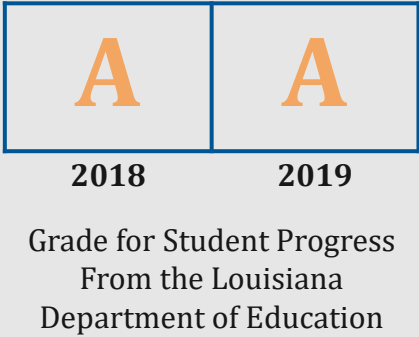 A A
2018 2019
Grade for Student Progress
From the Louisiana
Department of Education